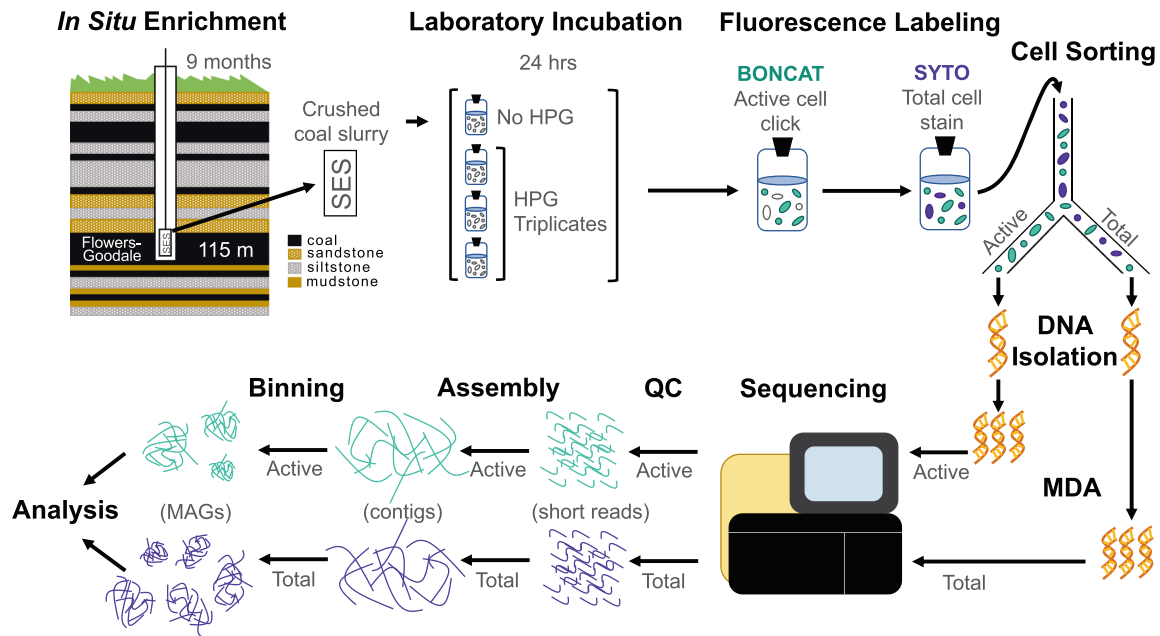 In Situ Enrichment
9 months
Crushed
coal slurry
SES
SES
Flowers-
Goodale
115 m
coal
sandstone
siltstone
mudstone
Laboratory Incubation
24 hrs
No HPG
HPG
Triplicates
Fluorescence Labeling
BONCAT
Active cell
click
SYTO
Total cell
stain
Cell Sorting
Active
Total
DNA
Isolation
MDA
Active
Total
Sequencing
QC
Active
Total
Assembly
(short reads)
Active
Total
Binning
(contigs)
Active
Total
(MAGs)
Analysis